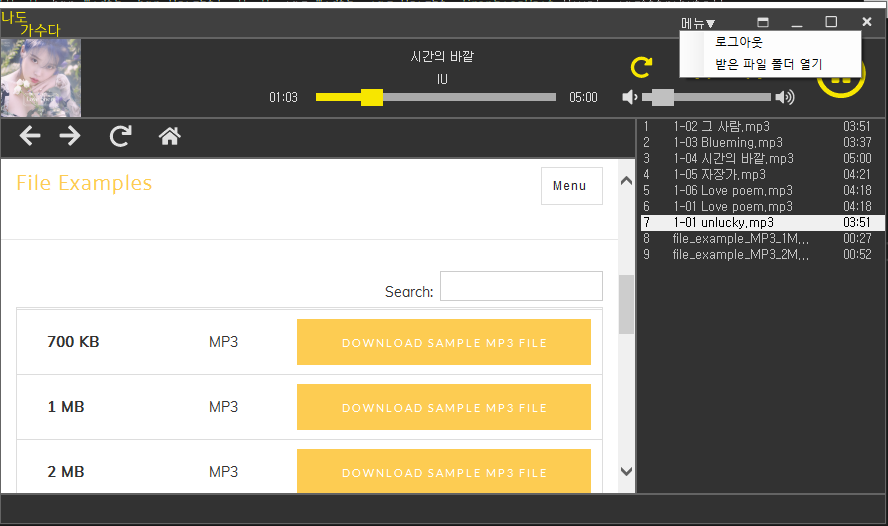 나도
가수다
메뉴▼
로그아웃
받은 파일 폴더 열기
시간의 바깥
IU
01:03
05:00
File Examples
Menu
Search:
700 KB MP3 DOWNLOAD SAMPLE MP3 FILE
1 MB MP3 DOWNLOAD SAMPLE MP3 FILE
2 MB MP3 DOWNLOAD SAMPLE MP3 FILE
1 1-02 그 사람.mp3 03:51
2 1-03 Blueming.mp3 03:37
3 1-04 시간의 바깥.mp3 05:00
4 1-05 자장가.mp3 04:21
5 1-06 Love poem.mp3 04:18
6 1-01 Love poem.mp3 04:18
7 1-01 unlucky.mp3 03:51
8 file_example_MP3_1M... 00:27
9 file_example_MP3_2M... 00:52